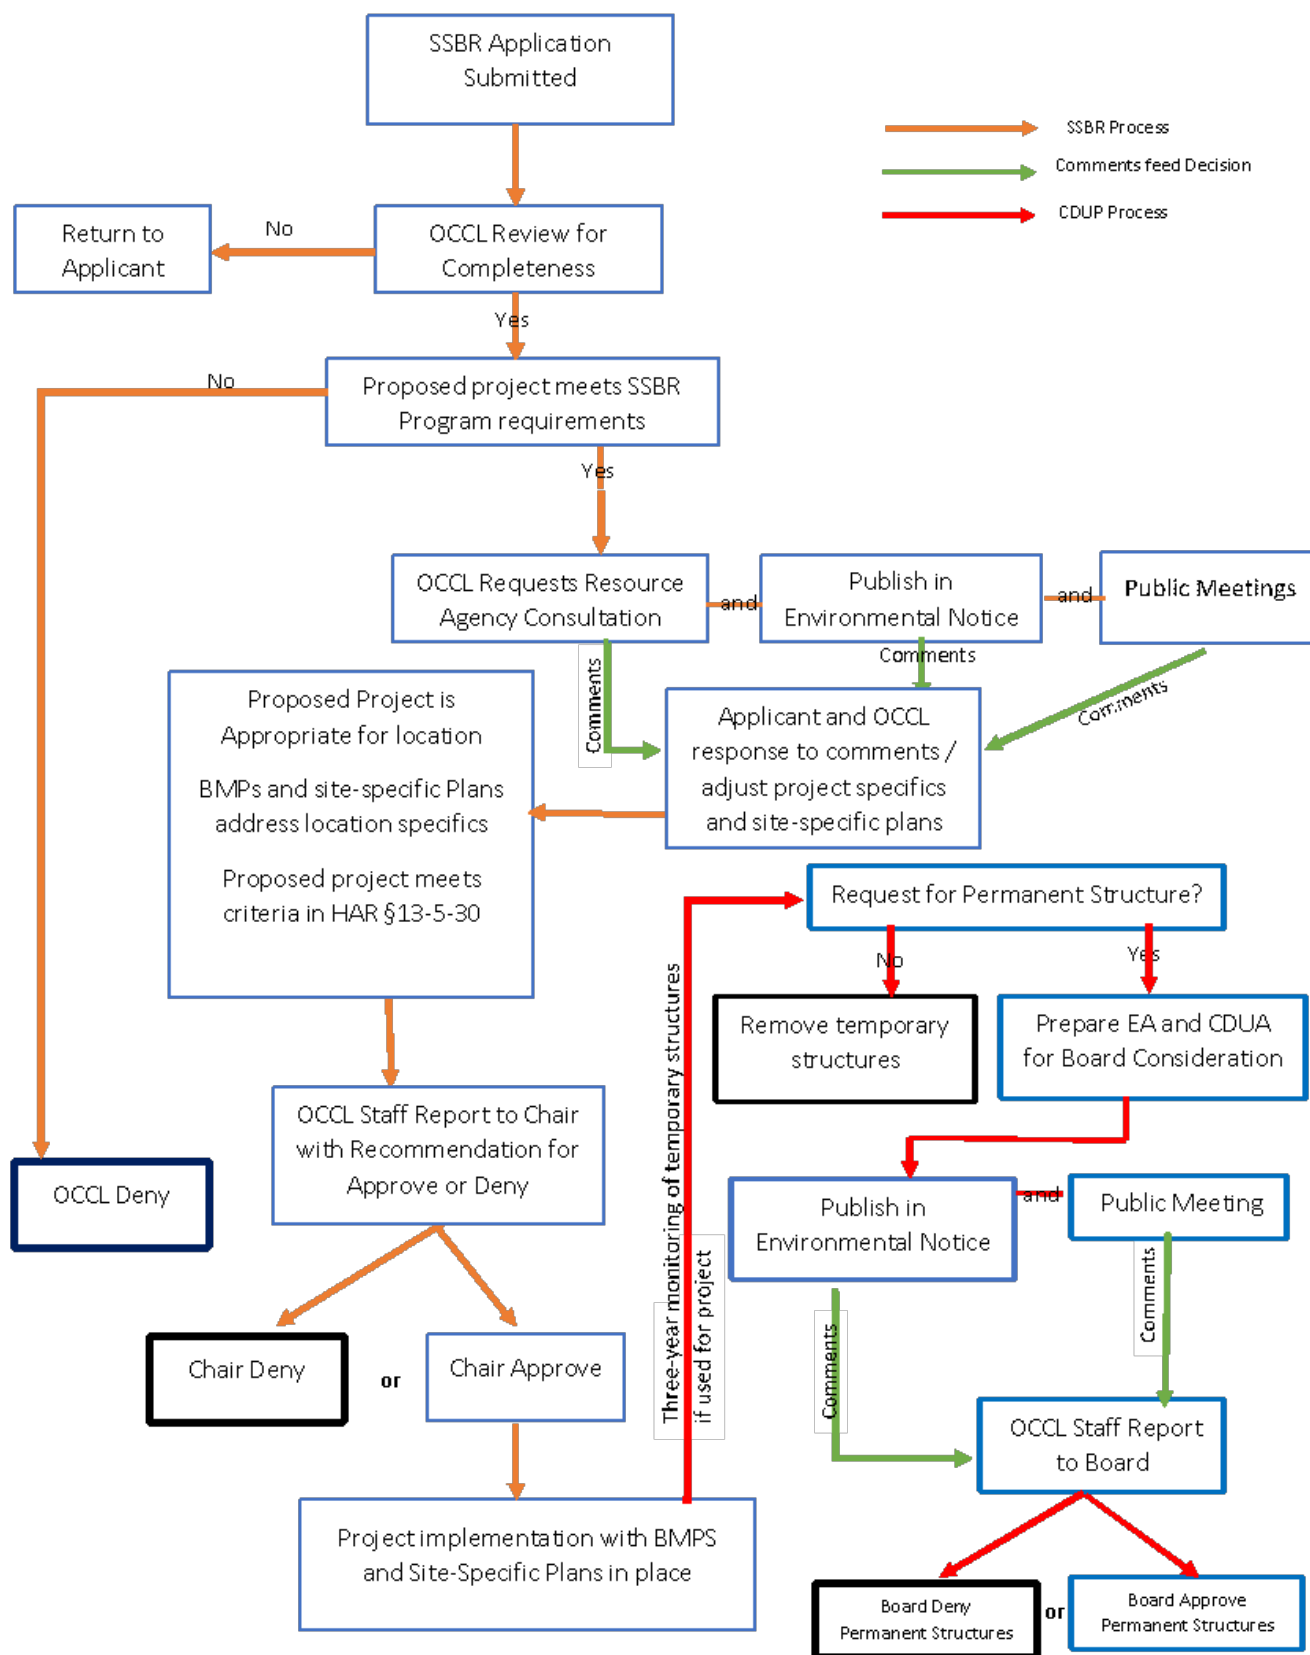 SSBR Application
Submitted
SSBR Process
Comments feed Decision
CDUP Process
No
Return to
Applicant
OCCL Review for
Completeness
Yes
No
Proposed project meets SSBR
Program requirements
Yes
OCCL Requests Resource
Agency Consultation
and
Publish in
Environmental Notice
and
Public Meetings
Comments
Comments
Comments
Proposed Project is
Appropriate for location
BMPs and site-specific Plans
address location specifics
Proposed project meets
criteria in HAR §13-5-30
Applicant and OCCL
response to comments /
adjust project specifics
and site-specific plans
Request for Permanent Structure?
No
Yes
Remove temporary
structures
Prepare EA and CDUA
for Board Consideration
Three-year monitoring of temporary structures
if used for project
OCCL Staff Report to Chair
with Recommendation for
Approve or Deny
OCCL Deny
Publish in
Environmental Notice
and
Public Meeting
Comments
Comments
Chair Deny
or
Chair Approve
OCCL Staff Report
to Board
Project implementation with BMPS
and Site-Specific Plans in place
Board Deny
Permanent Structures
or
Board Approve
Permanent Structures